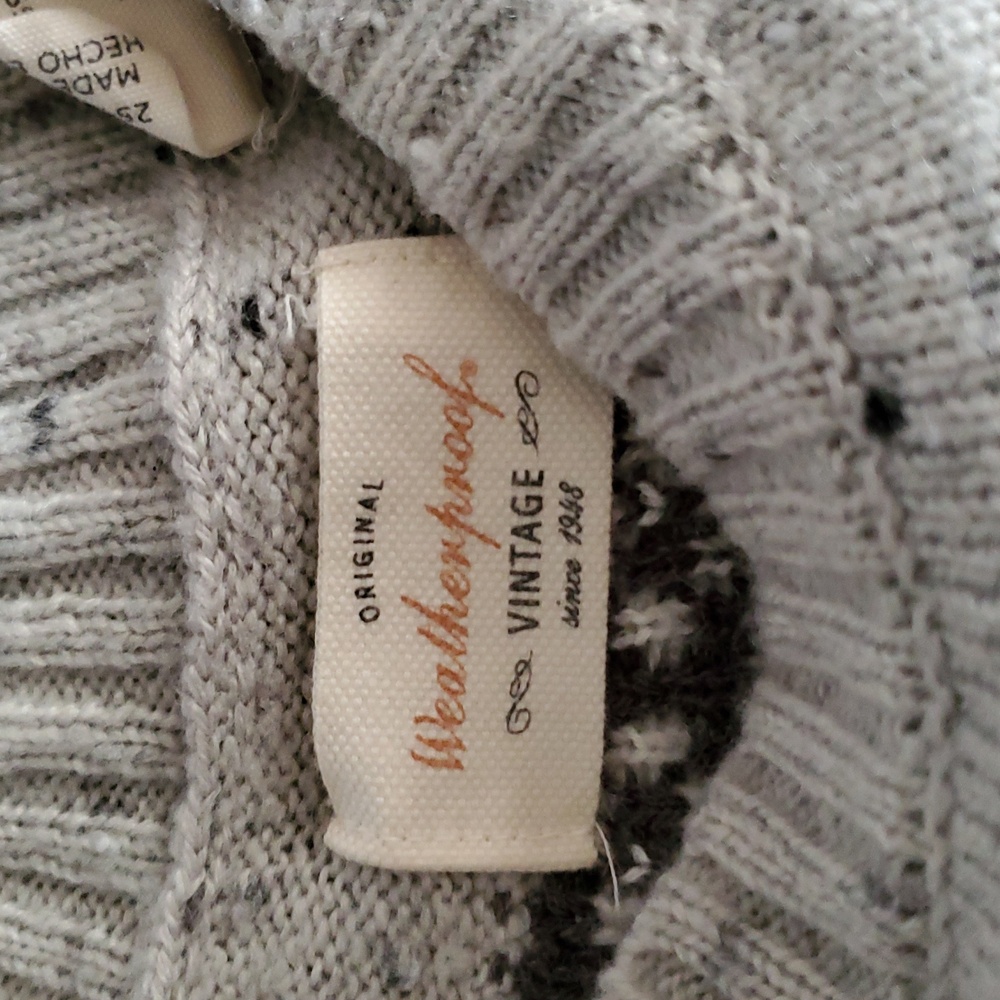 ORIGINAL
Weatherproof.
VINTAGE
since 1948
MADE
HECHO